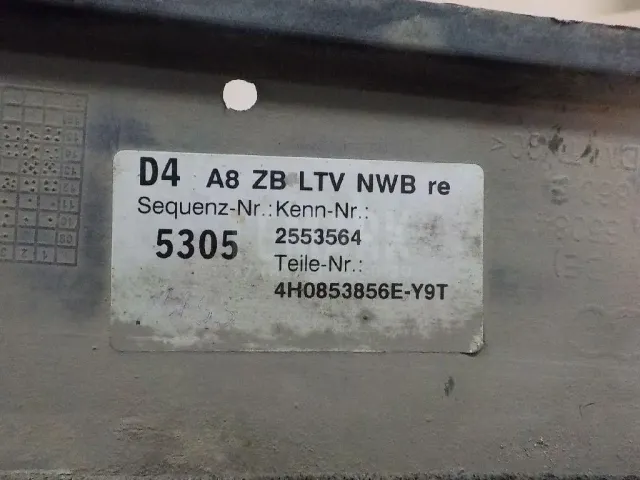 D4 A8 ZB LTV NWB re
Sequenz-Nr.: Kenn-Nr.:
5305 2553564
Teile-Nr.:
4H0853856E-Y9T